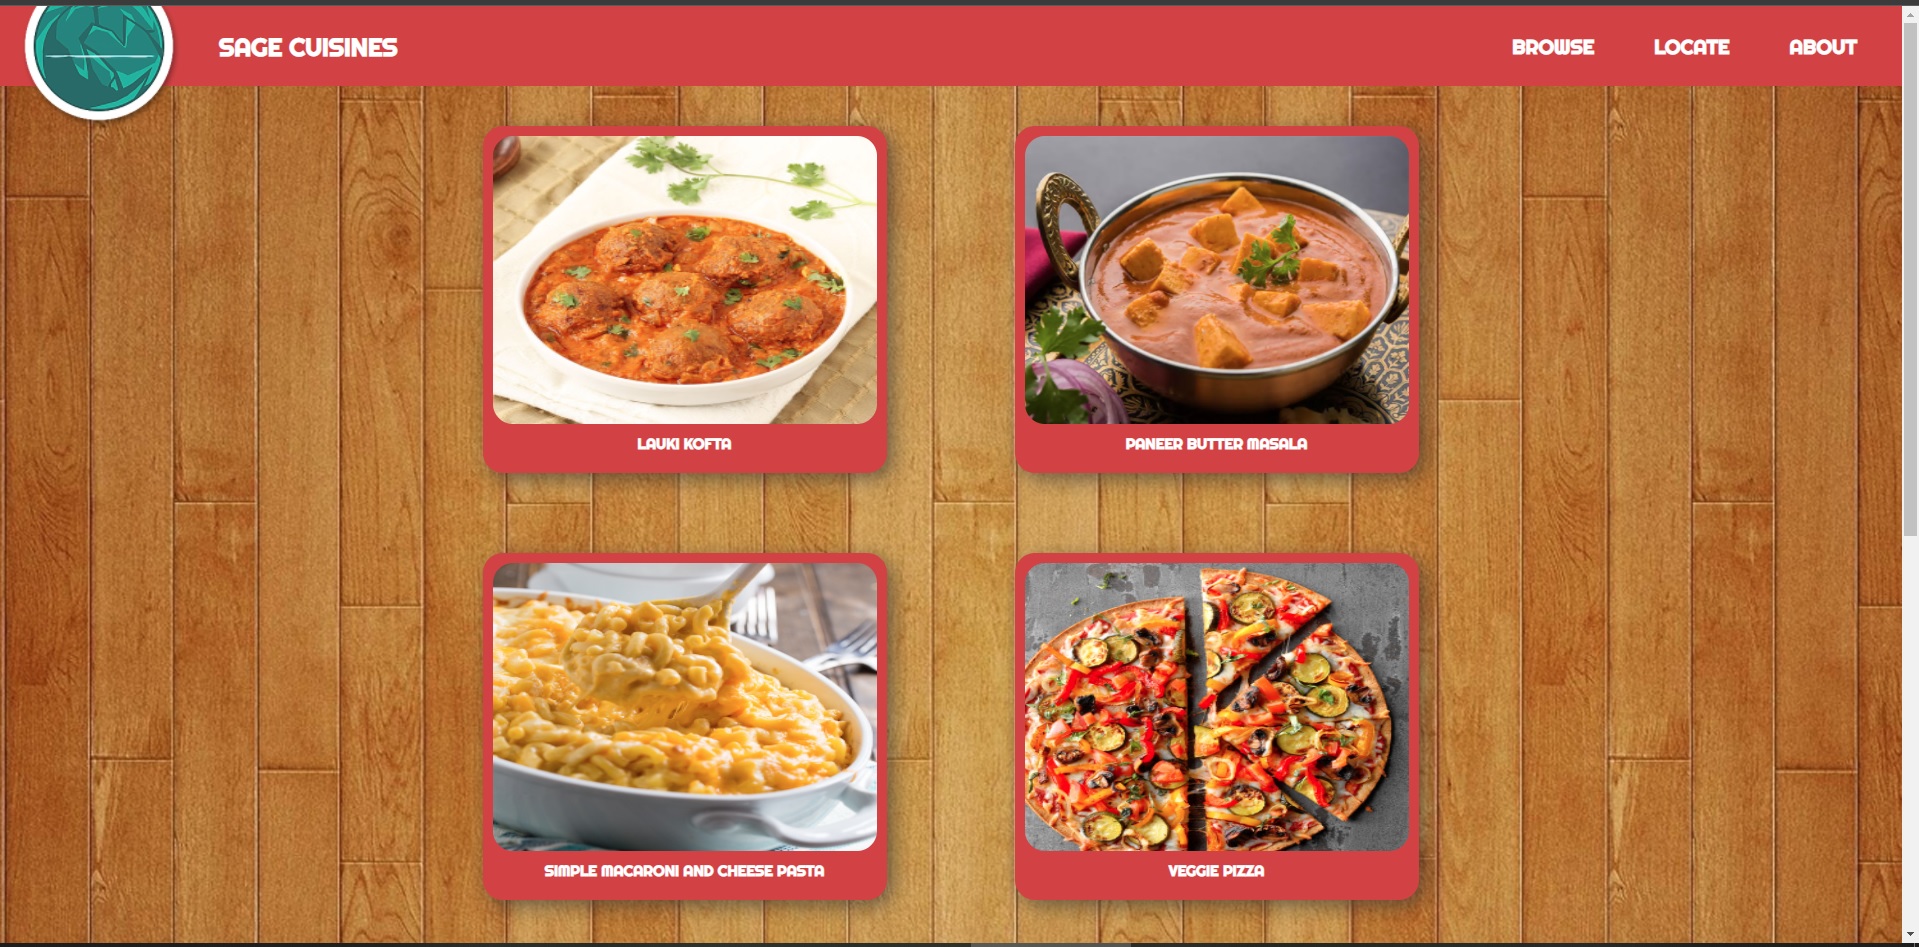 SAGE CUISINES
BROWSE
LOCATE
ABOUT
LAUKI KOFTA
PANEER BUTTER MASALA
SIMPLE MACARONI AND CHEESE PASTA
VEGGIE PIZZA